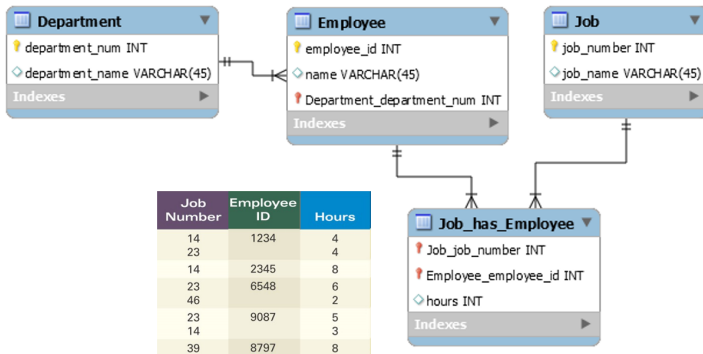 Department
department_num INT
department_name VARCHAR(45)
Indexes
Employee
employee_id INT
name VARCHAR(45)
Department_department_num INT
Indexes
Job
job_number INT
job_name VARCHAR(45)
Indexes
Job_has_Employee
Job_job_number INT
Employee_employee_id INT
hours INT
Indexes
Job Number Employee ID Hours
14 1234 4
23 4
14 2345 8
23 6548 6
46 2
23 9087 5
14 3
39 8797 8